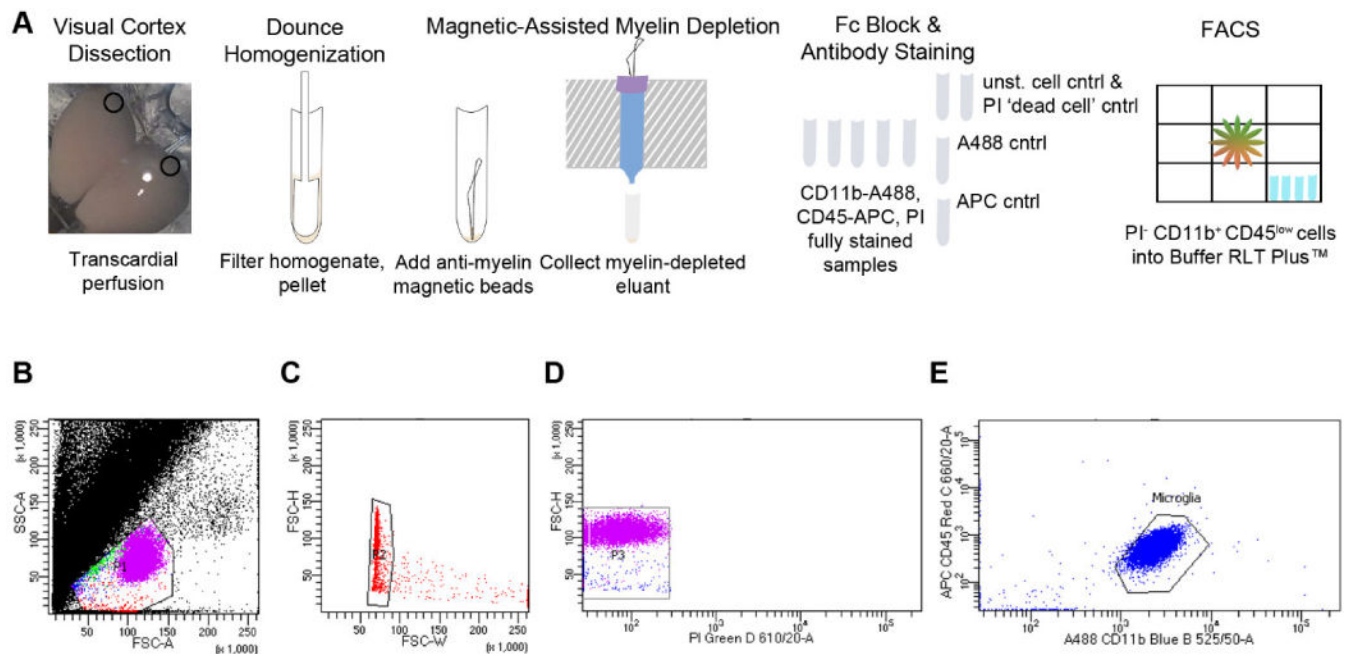 A
Visual Cortex
Dissection
Transcardial
perfusion
Dounce
Homogenization
Filter homogenate,
pellet
Magnetic-Assisted Myelin Depletion
Add anti-myelin
magnetic beads
Collect myelin-depleted
eluant
Fc Block &
Antibody Staining
unst. cell cntrl &
PI 'dead cell' cntrl
A488 cntrl
APC cntrl
CD11b-A488,
CD45-APC, PI
fully stained
samples
FACS
PI- CD11b+ CD45low cells
into Buffer RLT Plus™
B
SSC-A
(x 1,000)
50 100 150 200 250
P1
50 100 150 200 250
FSC-A
(x 1,000)
C
FSC-H
(x 1,000)
50 100 150 200 250
P2
50 100 150 200 250
FSC-W
(x 1,000)
D
FSC-H
(x 1,000)
50 100 150 200 250
P3
10² 10³ 10⁴ 10⁵
PI Green D 610/20-A
E
APC CD45 Red C 660/20-A
10² 10³ 10⁴ 10⁵
Microglia
10² 10³ 10⁴ 10⁵
A488 CD11b Blue B 525/50-A